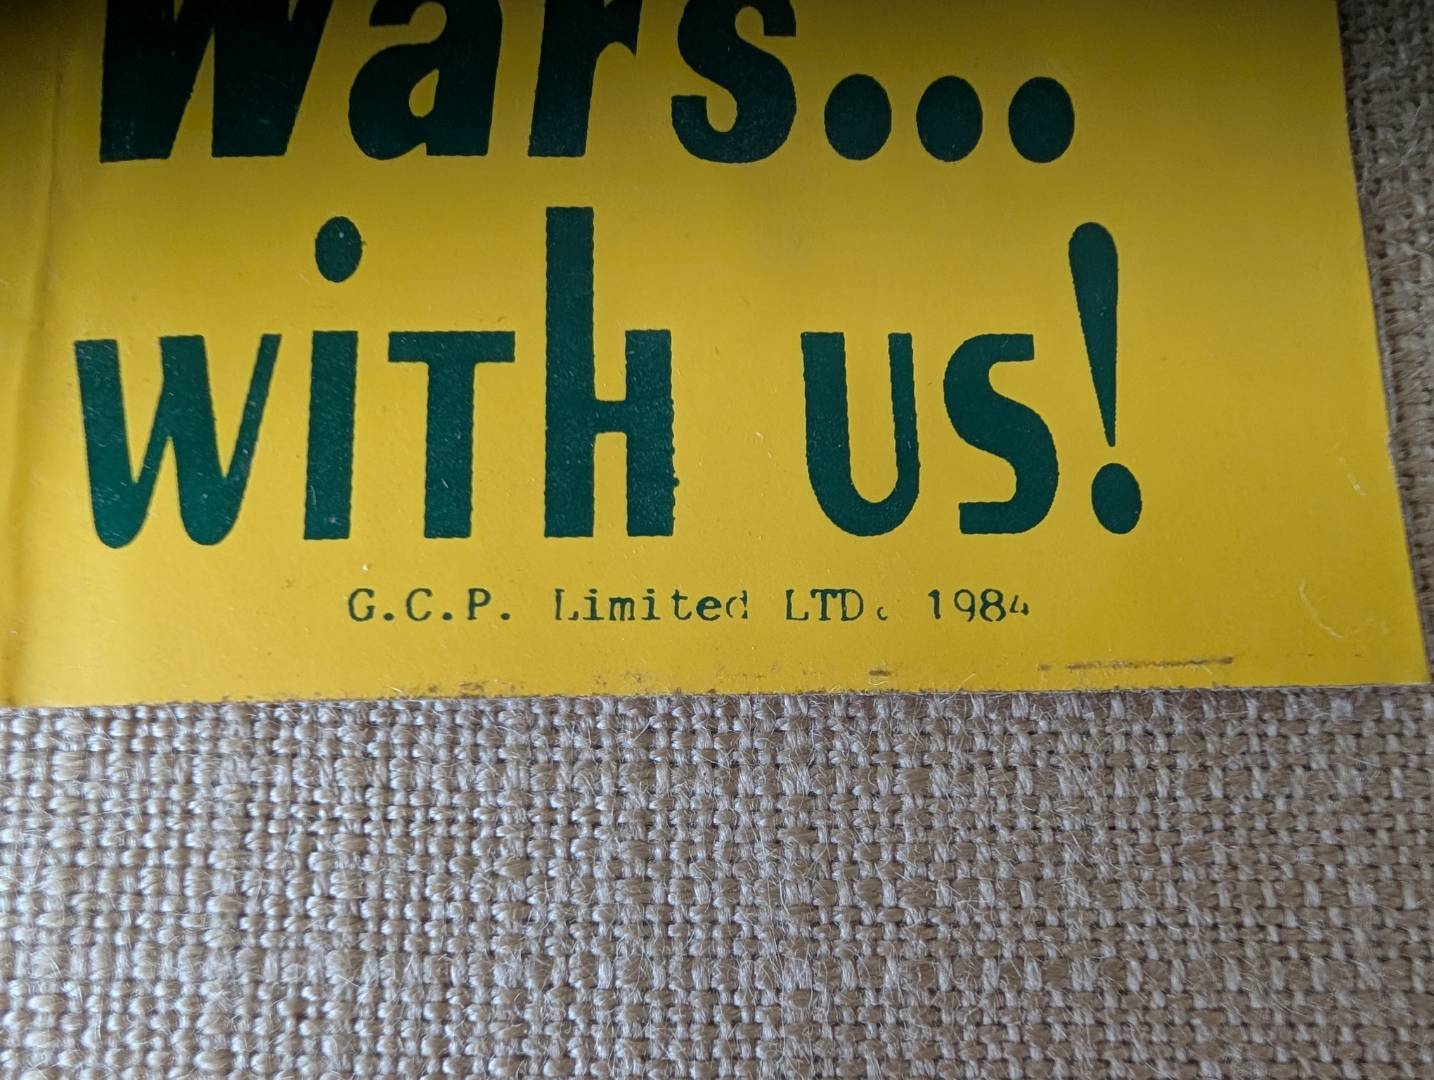 Wars...
with us!
G.C.P. Limited LTD. 1984